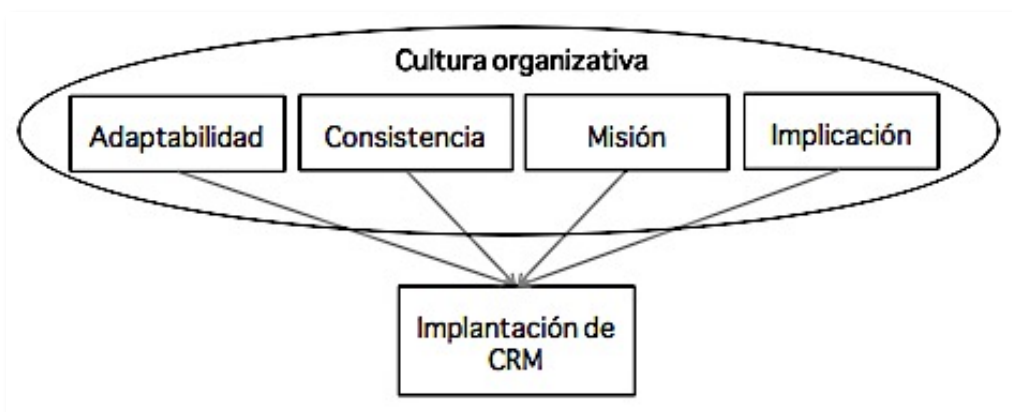 Cultura organizativa
Adaptabilidad
Consistencia
Misión
Implicación
Implantación de
CRM